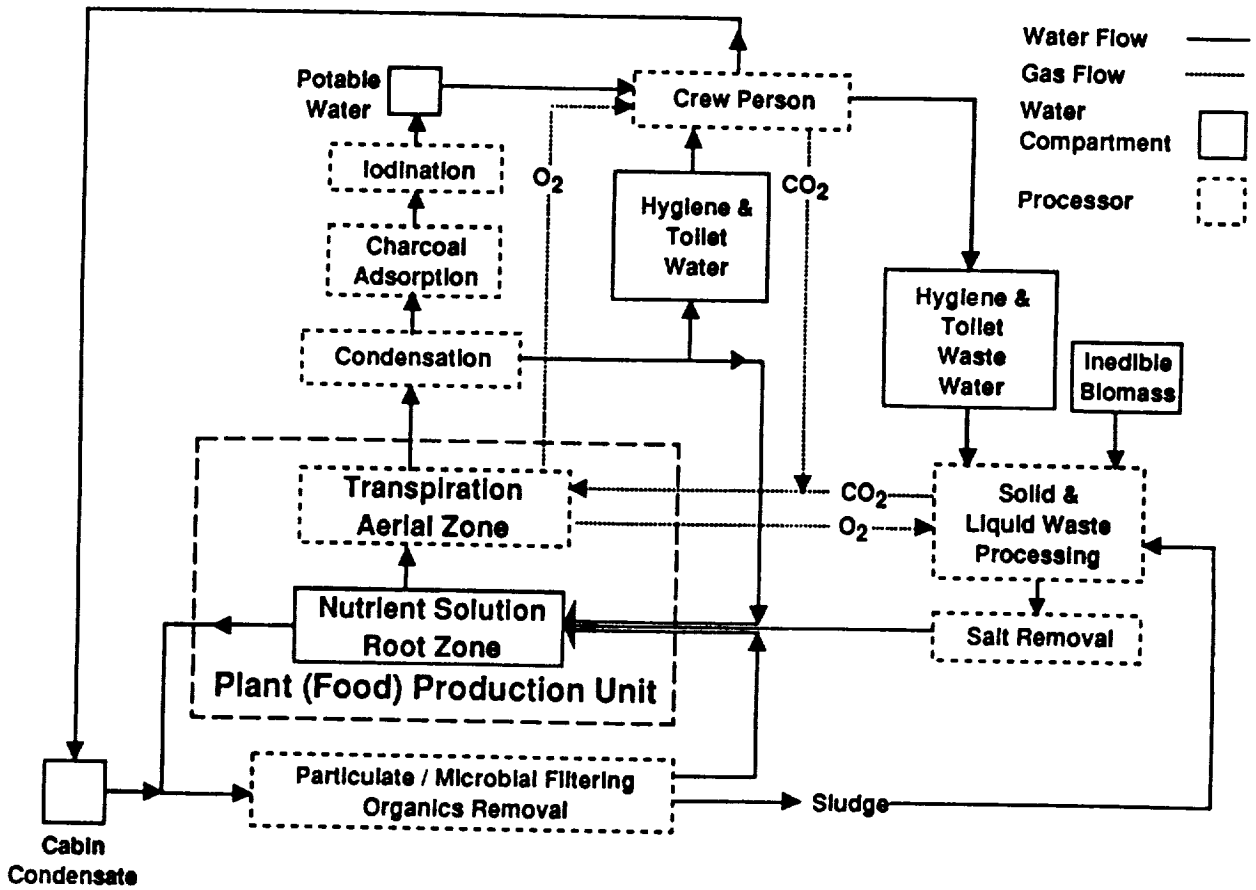 Water Flow
Gas Flow
Water
Compartment
Processor
Potable
Water
Crew Person
Iodination
O2
CO2
Hygiene &
Toilet
Water
Charcoal
Adsorption
Condensation
Hygiene &
Toilet
Waste
Water
Inedible
Biomass
Transpiration
Aerial Zone
CO2
O2
Solid &
Liquid Waste
Processing
Nutrient Solution
Root Zone
Salt Removal
Plant (Food) Production Unit
Particulate / Microbial Filtering
Organics Removal
Sludge
Cabin
Condensate